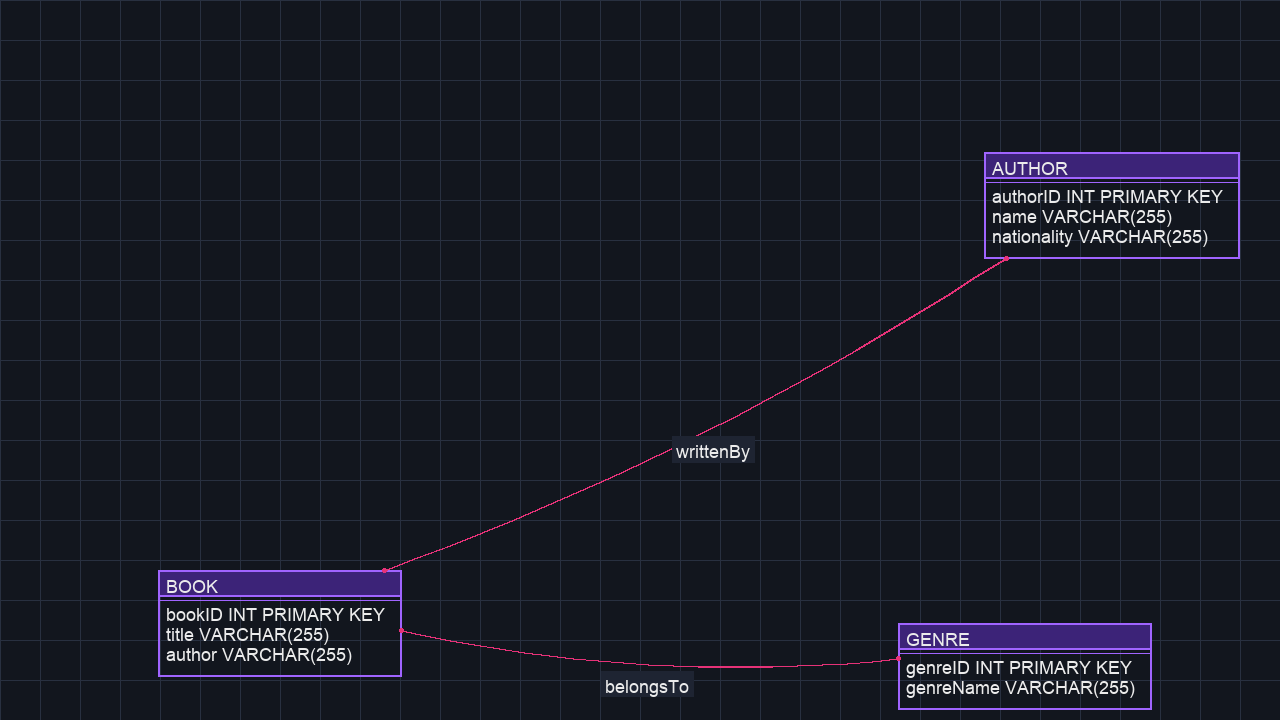 AUTHOR
authorID INT PRIMARY KEY
name VARCHAR(255)
nationality VARCHAR(255)
writtenBy
BOOK
bookID INT PRIMARY KEY
title VARCHAR(255)
author VARCHAR(255)
belongsTo
GENRE
genreID INT PRIMARY KEY
genreName VARCHAR(255)